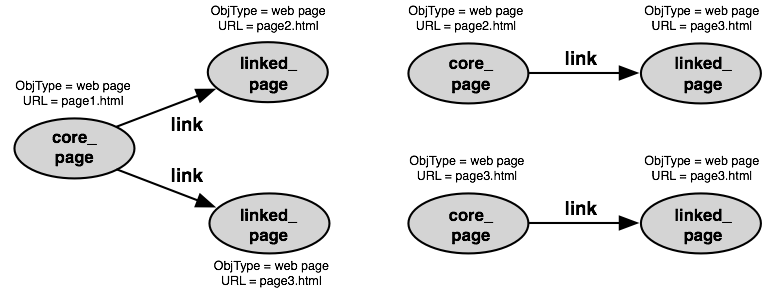 ObjType = web page
URL = page1.html
core_
page
link
link
ObjType = web page
URL = page2.html
linked_
page
linked_
page
ObjType = web page
URL = page3.html
ObjType = web page
URL = page2.html
core_
page
link
ObjType = web page
URL = page3.html
linked_
page
ObjType = web page
URL = page3.html
core_
page
link
ObjType = web page
URL = page3.html
linked_
page